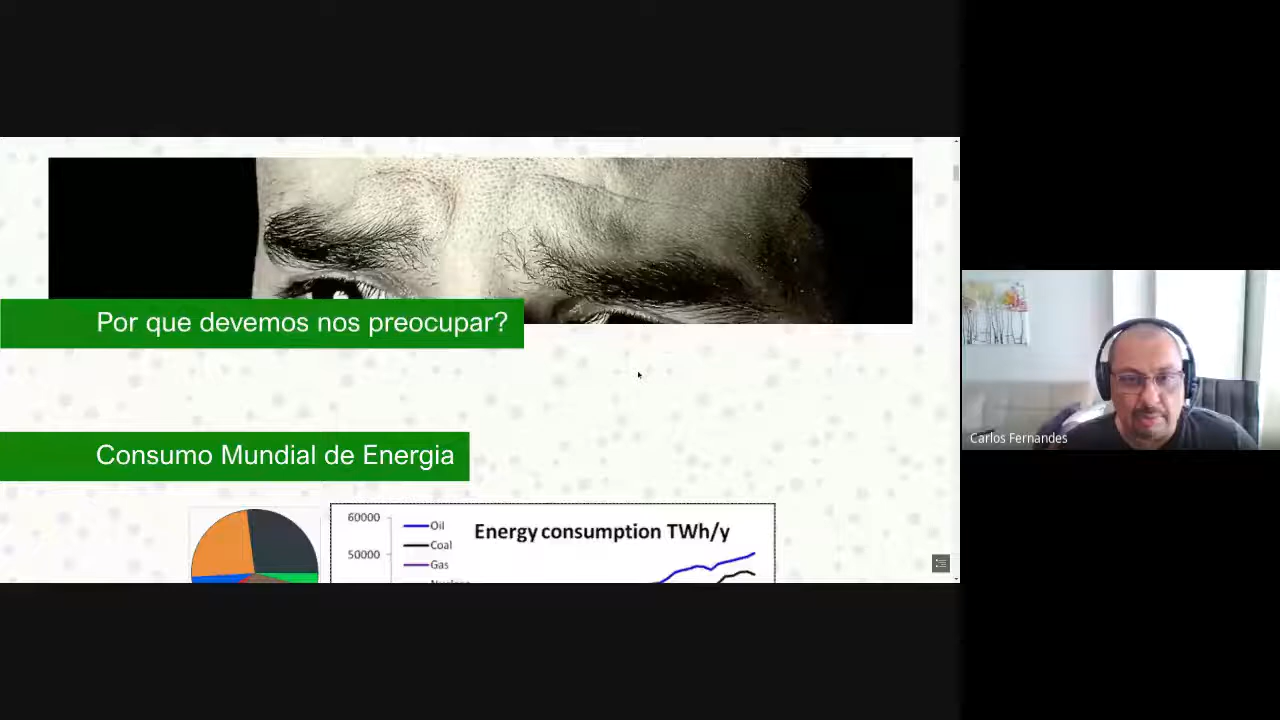 Por que devemos nos preocupar?
Consumo Mundial de Energia
60000
50000
Oil
Coal
Gas
Energy consumption TWh/y
Carlos Fernandes